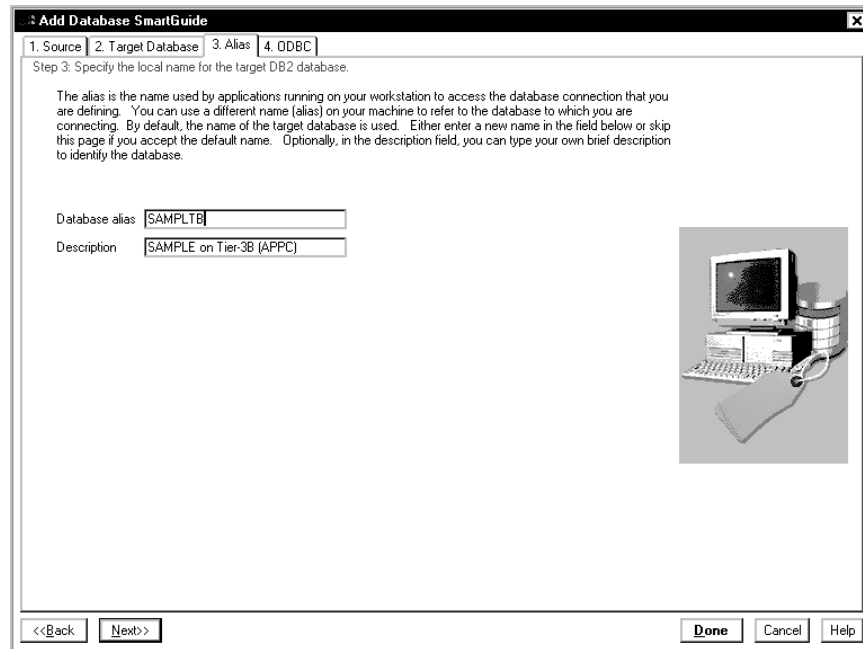 Add Database SmartGuide
1. Source 2. Target Database 3. Alias 4. ODBC
Step 3: Specify the local name for the target DB2 database.
The alias is the name used by applications running on your workstation to access the database connection that you
are defining. You can use a different name (alias) on your machine to refer to the database to which you are
connecting. By default, the name of the target database is used. Either enter a new name in the field below or skip
this page if you accept the default name. Optionally, in the description field, you can type your own brief description
to identify the database.
Database alias SAMPLTB
Description SAMPLE on Tier-3B (APPC)
<<Back Next>> Done Cancel Help